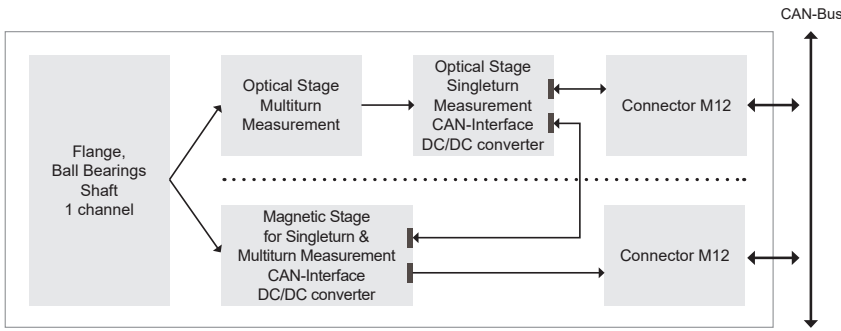 CAN-Bus
Flange,
Ball Bearings
Shaft
1 channel
Optical Stage
Multiturn
Measurement
Optical Stage
Singleturn
Measurement
CAN-Interface
DC/DC converter
Connector M12
Magnetic Stage
for Singleturn &
Multiturn Measurement
CAN-Interface
DC/DC converter
Connector M12